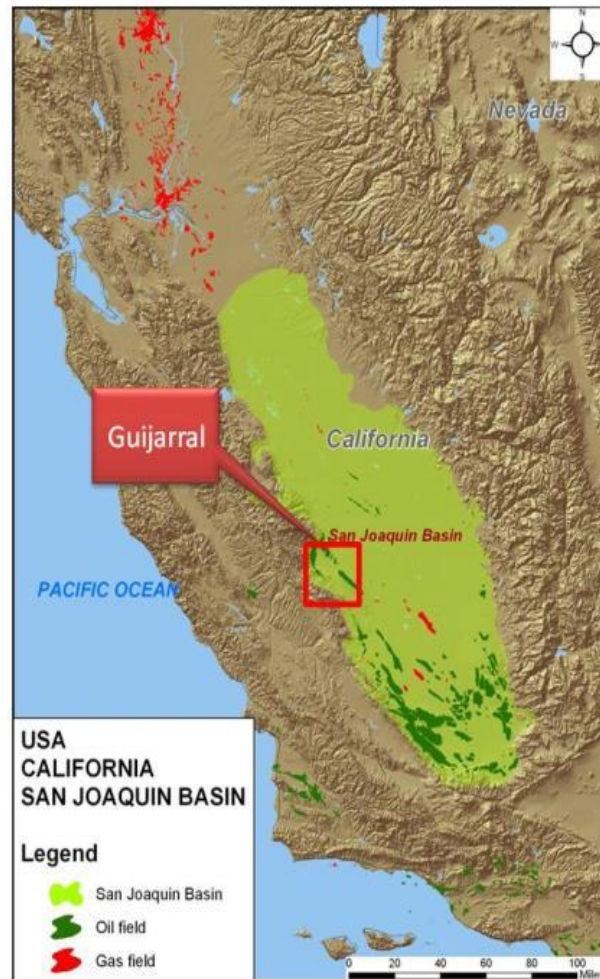 N
W
E
S
Nevada
Guijarral
California
San Joaquin Basin
PACIFIC OCEAN
USA
CALIFORNIA
SAN JOAQUIN BASIN
Legend
San Joaquin Basin
Oil field
Gas field
0 20 40 60 80 100
Miles